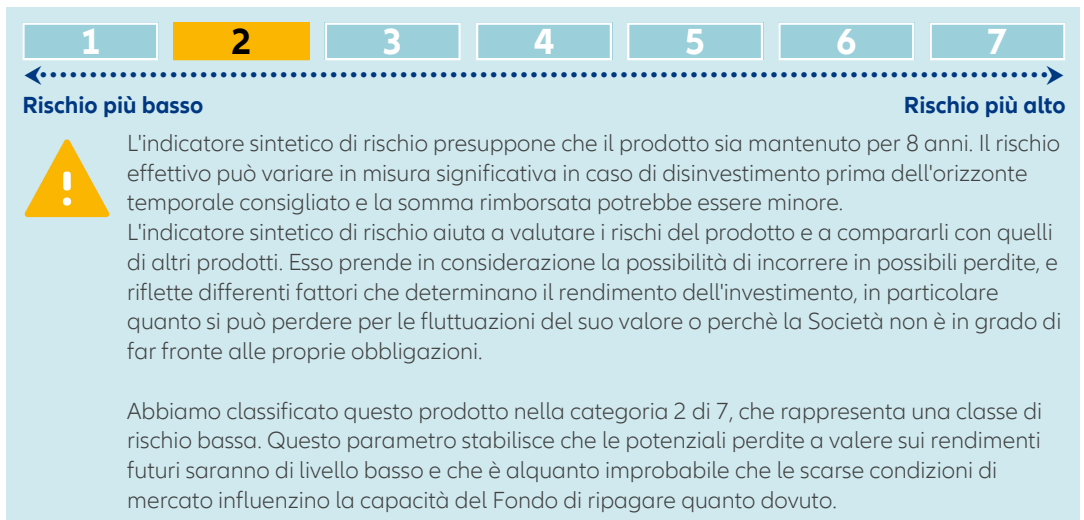 1 2 3 4 5 6 7
Rischio più basso Rischio più alto
L'indicatore sintetico di rischio presuppone che il prodotto sia mantenuto per 8 anni. Il rischio
effettivo può variare in misura significativa in caso di disinvestimento prima dell'orizzonte
temporale consigliato e la somma rimborsata potrebbe essere minore.
L'indicatore sintetico di rischio aiuta a valutare i rischi del prodotto e a compararli con quelli
di altri prodotti. Esso prende in considerazione la possibilità di incorrere in possibili perdite, e
riflette differenti fattori che determinano il rendimento dell'investimento, in particolare
quanto si può perdere per le fluttuazioni del suo valore o perchè la Società non è in grado di
far fronte alle proprie obbligazioni.
Abbiamo classificato questo prodotto nella categoria 2 di 7, che rappresenta una classe di
rischio bassa. Questo parametro stabilisce che le potenziali perdite a valere sui rendimenti
futuri saranno di livello basso e che è alquanto improbabile che le scarse condizioni di
mercato influenzino la capacità del Fondo di ripagare quanto dovuto.